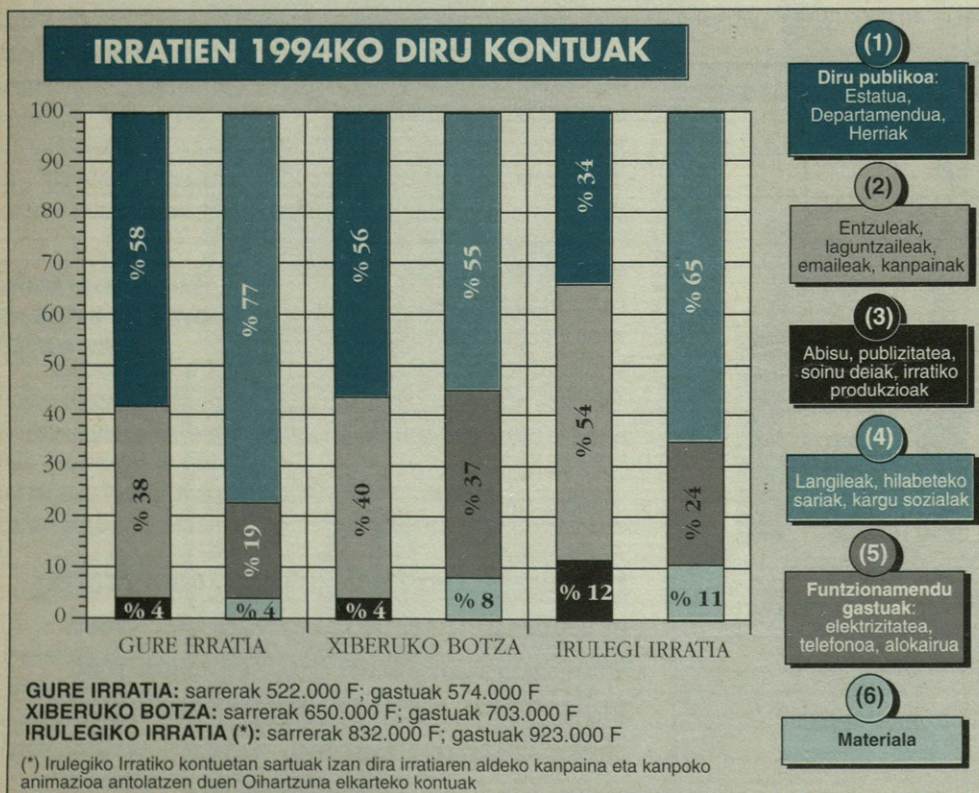 IRRATIEN 1994KO DIRU KONTUAK
100
90
80
70
60
50
40
30
20
10
0
% 58
% 38
% 4
% 77
% 19
% 4
% 56
% 40
% 4
% 55
% 37
% 8
% 34
% 54
% 12
% 65
% 24
% 11
GURE IRRATIA
XIBERUKO BOTZA
IRULEGI IRRATIA
(1)
Diru publikoa:
Estatua,
Departamendua,
Herriak
(2)
Entzuleak,
laguntzaileak,
emaileak, kanpainak
(3)
Abisu, publizitatea,
soinu deiak, irratiko
produkzioak
(4)
Langileak, hilabeteko
sariak, kargu sozialak
(5)
Funtzionamendu
gastuak:
elektrizitatea,
telefonoa, alokairua
(6)
Materiala
GURE IRRATIA: sarrerak 522.000 F; gastuak 574.000 F
XIBERUKO BOTZA: sarrerak 650.000 F; gastuak 703.000 F
IRULEGIKO IRRATIA (*): sarrerak 832.000 F; gastuak 923.000 F
(*) Irulegiko Irratiko kontuetan sartuak izan dira irratiaren aldeko kanpaina eta kanpoko
animazioa antolatzen duen Oihartzuna elkarteko kontuak